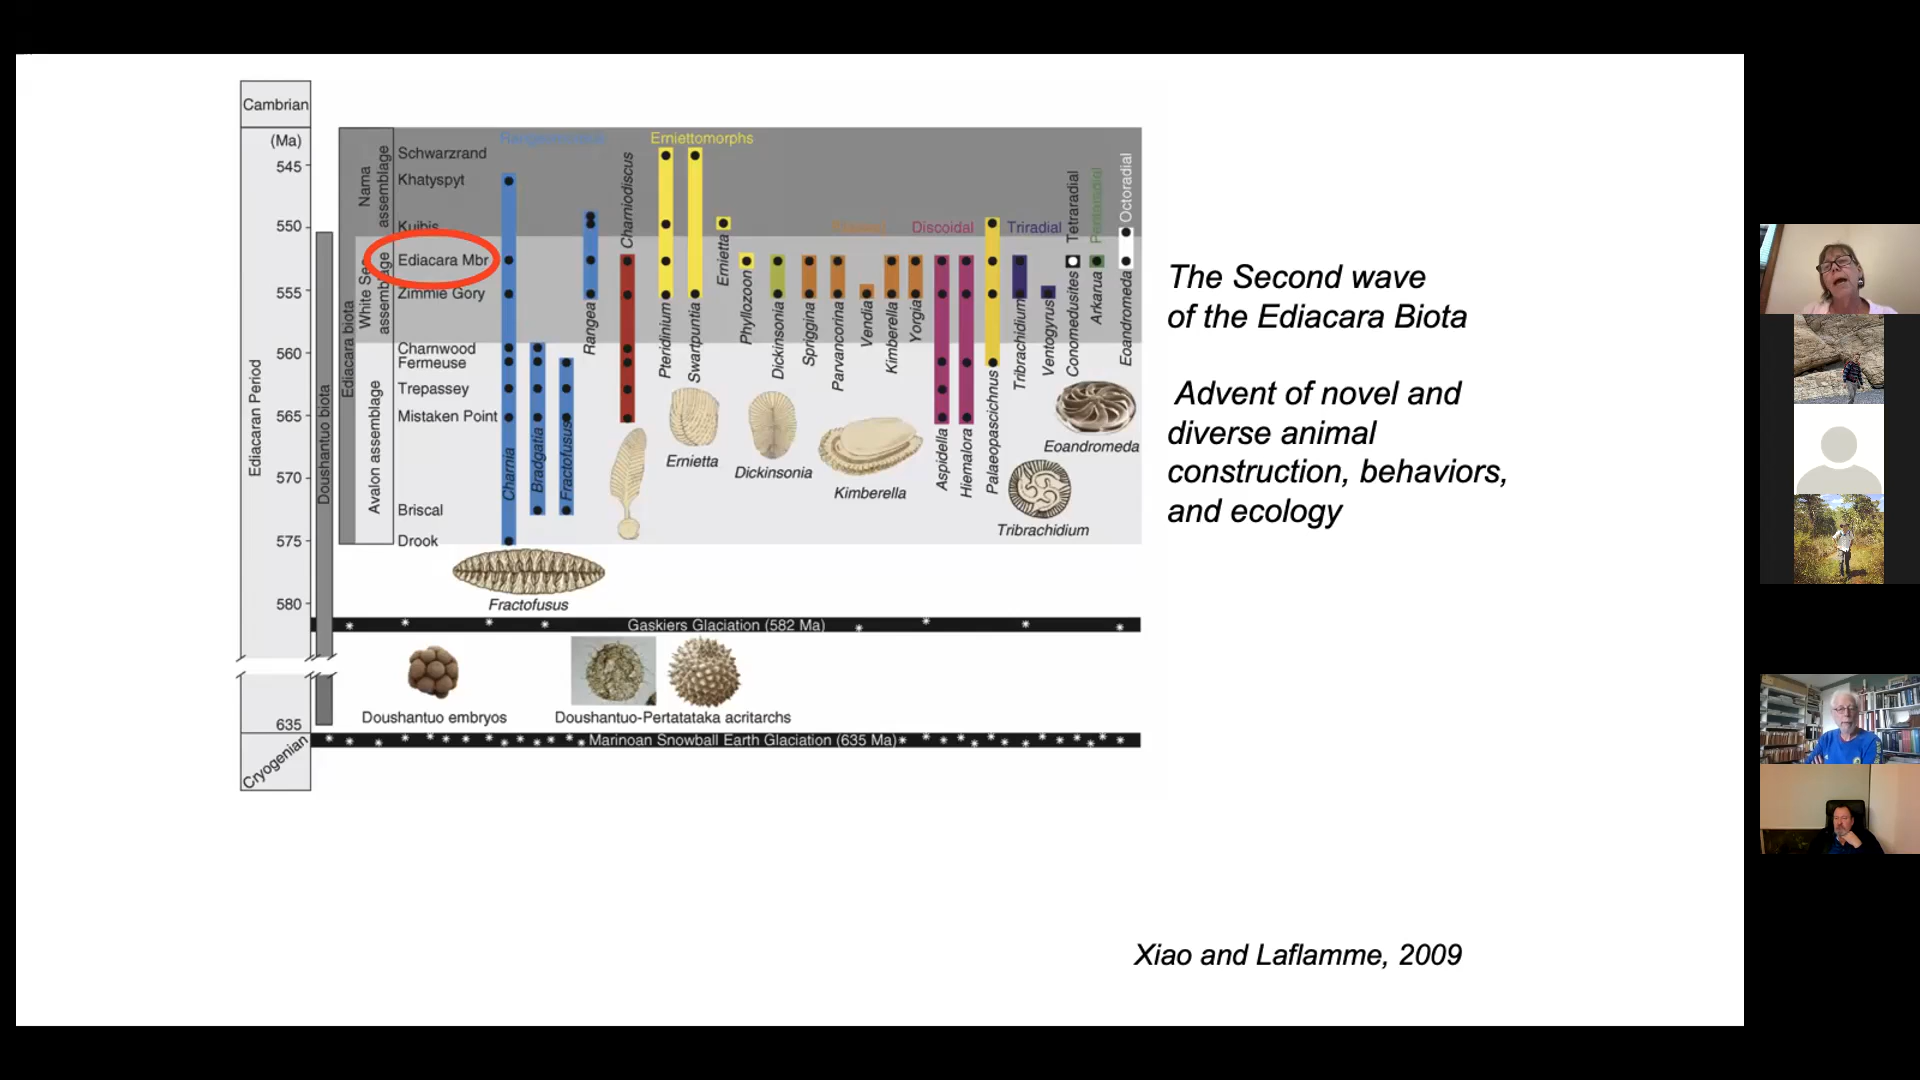 Cambrian
(Ma)
545
550
555
560
565
570
575
580
635
Ediacaran Period
Cryogenian
Doushantuo biota
Ediacara biota
Nama
assemblage
White Sea
assemblage
Avalon assemblage
Schwarzrand
Khatyspyt
Kuibis
Ediacara Mbr
Zimmie Gory
Charnwood
Fermeuse
Trepassey
Mistaken Point
Briscal
Drook
Erniettomorphs
Discoidal
Triradial
Tetraradial
Pentaradial
Octoradial
Charnia
Bradgatia
Fractofusus
Rangea
Charniodiscus
Pteridinium
Swartpuntia
Ernietta
Phyllozoon
Dickinsonia
Spriggina
Parvancorina
Vendia
Kimberella
Yorgia
Aspidella
Hiemalora
Palaeopascichnus
Tribrachidium
Ventogyrus
Conomedusites
Arkarua
Eoandromeda
Ernietta
Dickinsonia
Kimberella
Eoandromeda
Tribrachidium
Fractofusus
Gaskiers Glaciation (582 Ma)
Doushantuo embryos
Doushantuo-Pertatataka acritarchs
Marinoan Snowball Earth Glaciation (635 Ma)
The Second wave
of the Ediacara Biota
Advent of novel and
diverse animal
construction, behaviors,
and ecology
Xiao and Laflamme, 2009